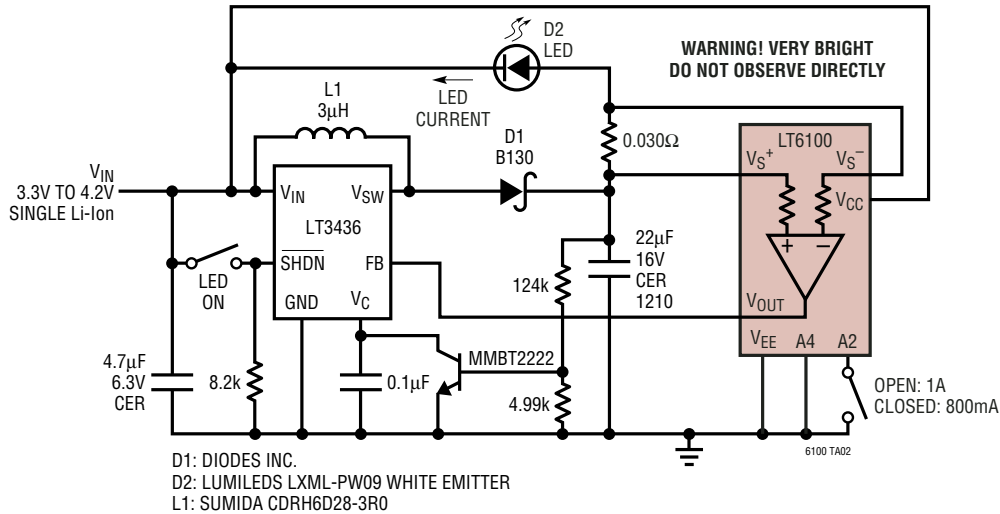 D2
LED
WARNING! VERY BRIGHT
DO NOT OBSERVE DIRECTLY
LED
CURRENT
L1
3µH
D1
B130
0.030Ω
LT6100
VS+
VS–
VCC
VIN
3.3V TO 4.2V
SINGLE Li-Ion
VIN
VSW
LT3436
SHDN
FB
GND
VC
LED
ON
22µF
16V
CER
1210
124k
+
–
VOUT
VEE
A4
A2
4.7µF
6.3V
CER
8.2k
0.1µF
MMBT2222
4.99k
OPEN: 1A
CLOSED: 800mA
6100 TA02
D1: DIODES INC.
D2: LUMILEDS LXML-PW09 WHITE EMITTER
L1: SUMIDA CDRH6D28-3R0